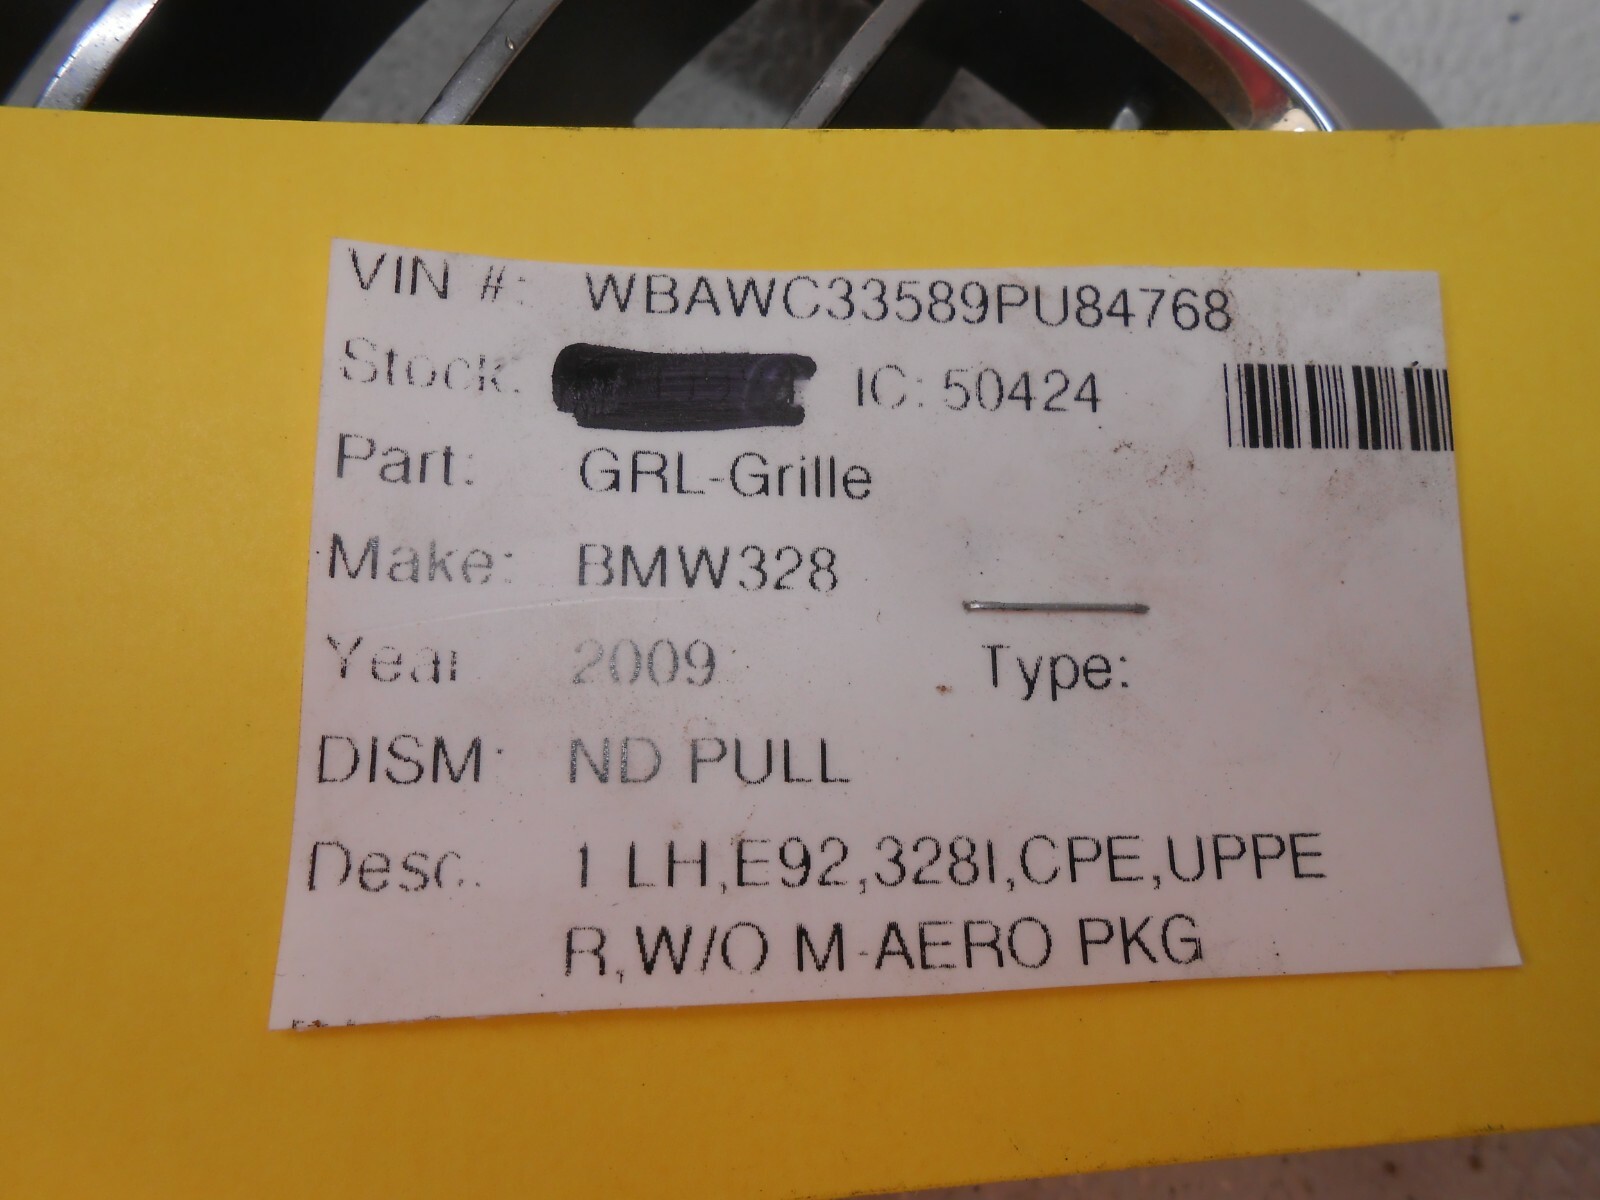 VIN #: WBAWC33589PU84768
Stock: IC: 50424
Part: GRL-Grille
Make: BMW328
Year 2009 Type:
DISM: ND PULL
Desc. 1 LH,E92,328I,CPE,UPPE
R,W/O M-AERO PKG